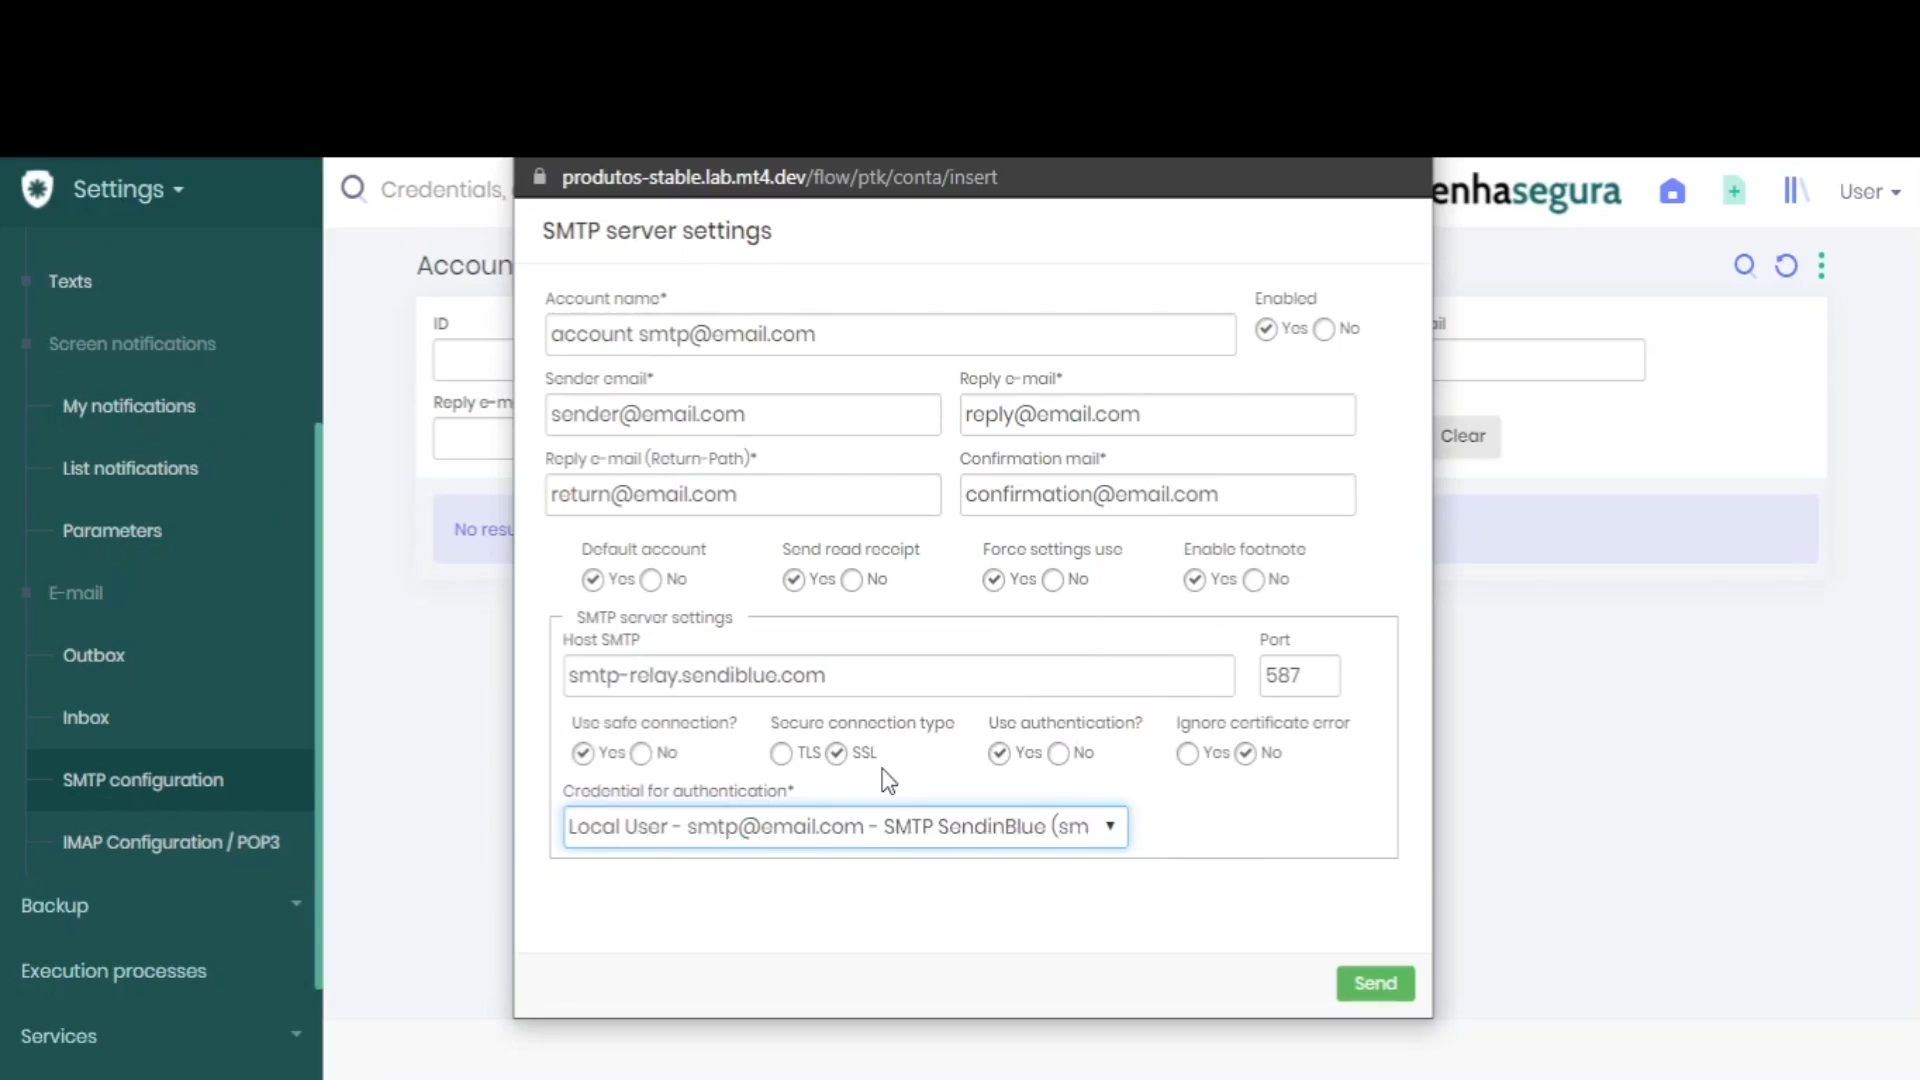 Settings
Credentials,
produtos-stable.lab.mt4.dev/flow/ptk/conta/insert
enhasegura
User
Texts
Screen notifications
My notifications
List notifications
Parameters
E-mail
Outbox
Inbox
SMTP configuration
IMAP Configuration / POP3
Backup
Execution processes
Services
Accoun
ID
Reply e-m
No resu
ail
Clear
SMTP server settings
Account name*
Enabled
account smtp@email.com
Yes No
Sender email*
Reply e-mail*
sender@email.com
reply@email.com
Reply e-mail (Return-Path)*
Confirmation mail*
return@email.com
confirmation@email.com
Default account
Send read receipt
Force settings use
Enable footnote
Yes No
Yes No
Yes No
Yes No
SMTP server settings
Host SMTP
Port
smtp-relay.sendiblue.com
587
Use safe connection?
Secure connection type
Use authentication?
Ignore certificate error
Yes No
TLS SSL
Yes No
Yes No
Credential for authentication*
Local User - smtp@email.com - SMTP SendinBlue (sm
Send